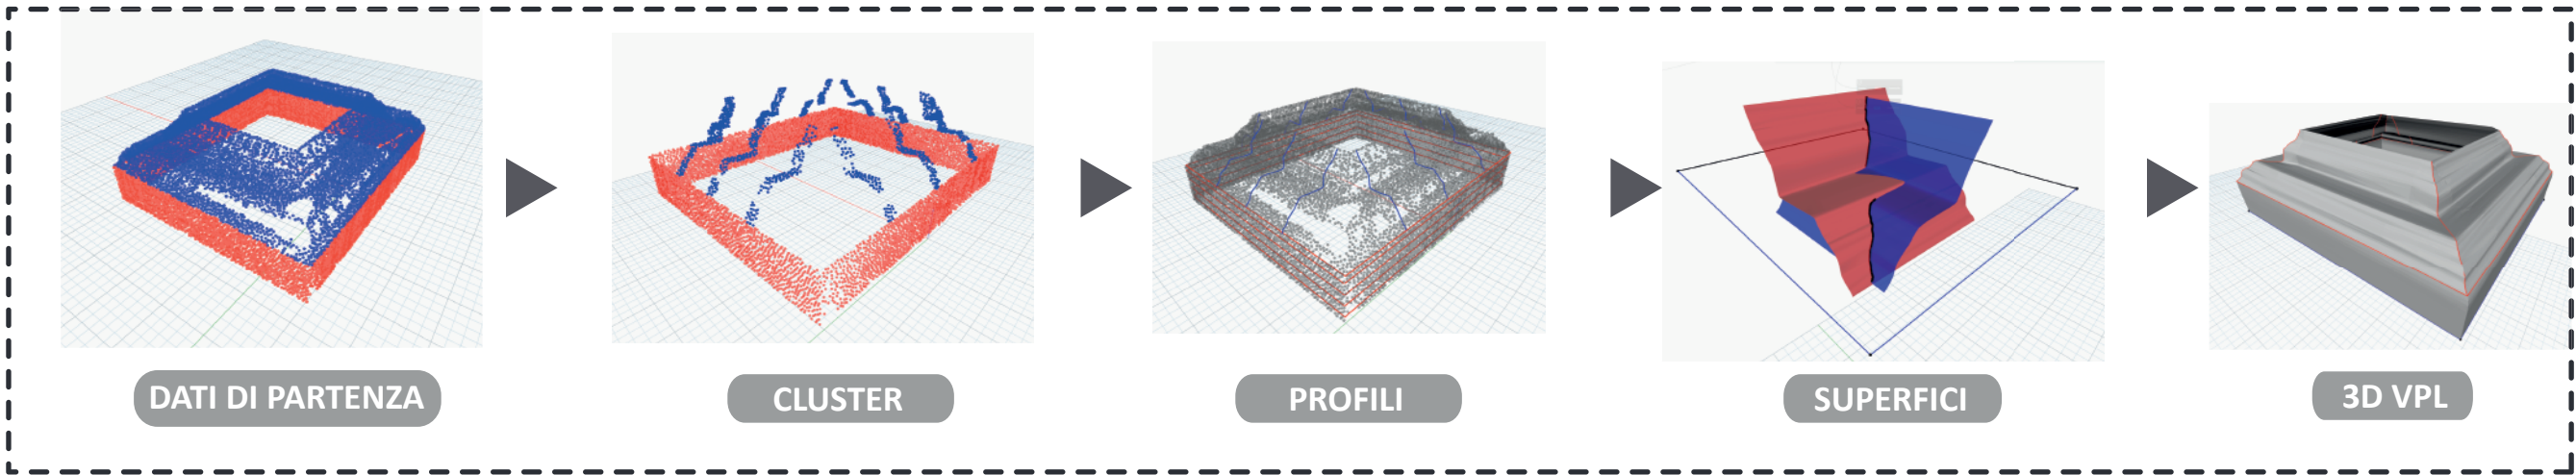 DATI DI PARTENZA
CLUSTER
PROFILI
SUPERFICI
3D VPL